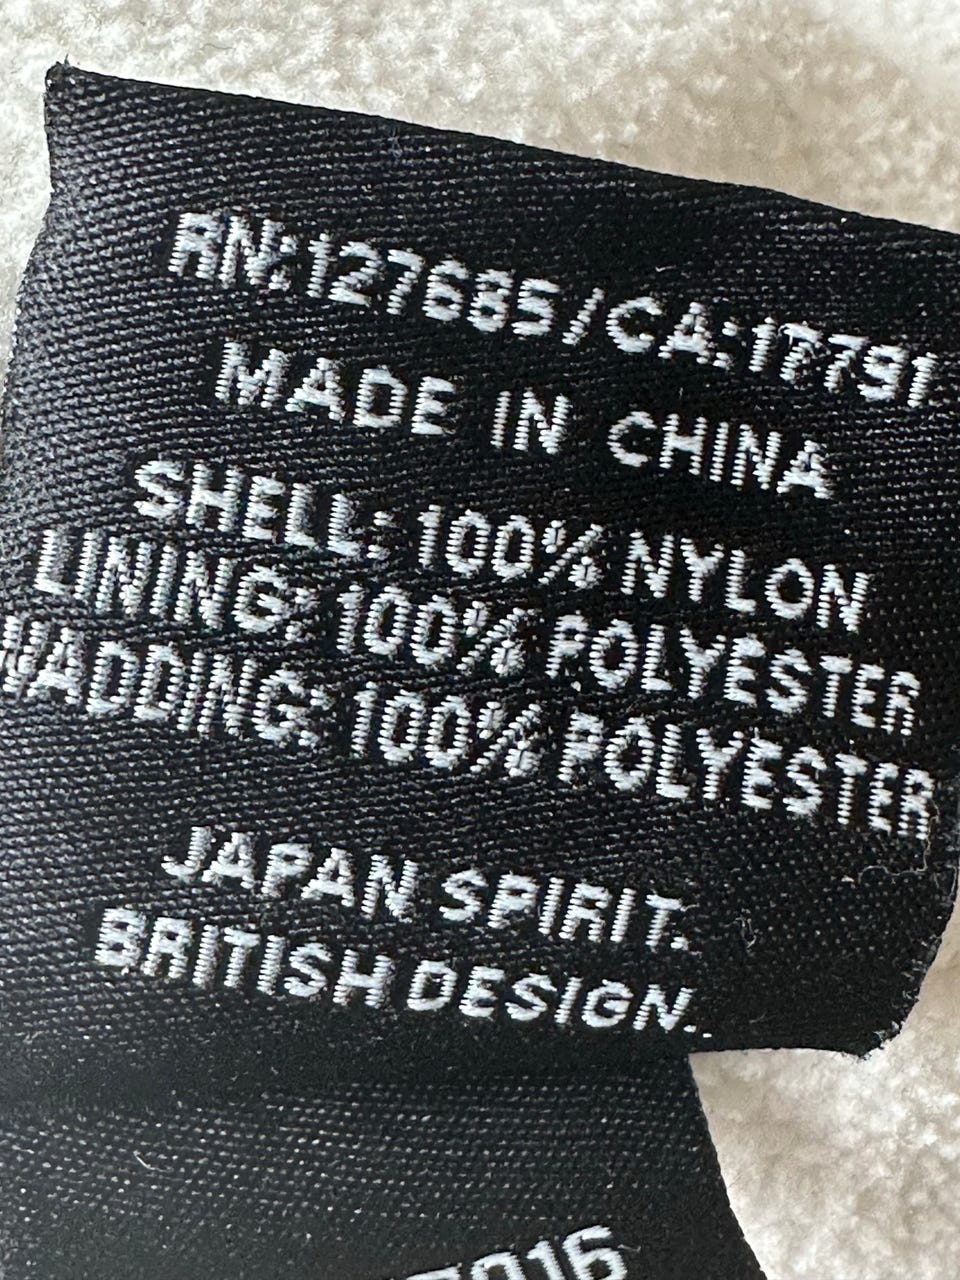 RN:127685/CA:17791
MADE IN CHINA
SHELL: 100% NYLON
LINING: 100% POLYESTER
WADDING: 100% POLYESTER
JAPAN SPIRIT.
BRITISH DESIGN.